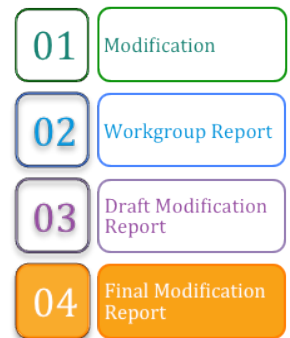 01
Modification
02
Workgroup Report
03
Draft Modification
Report
04
Final Modification
Report